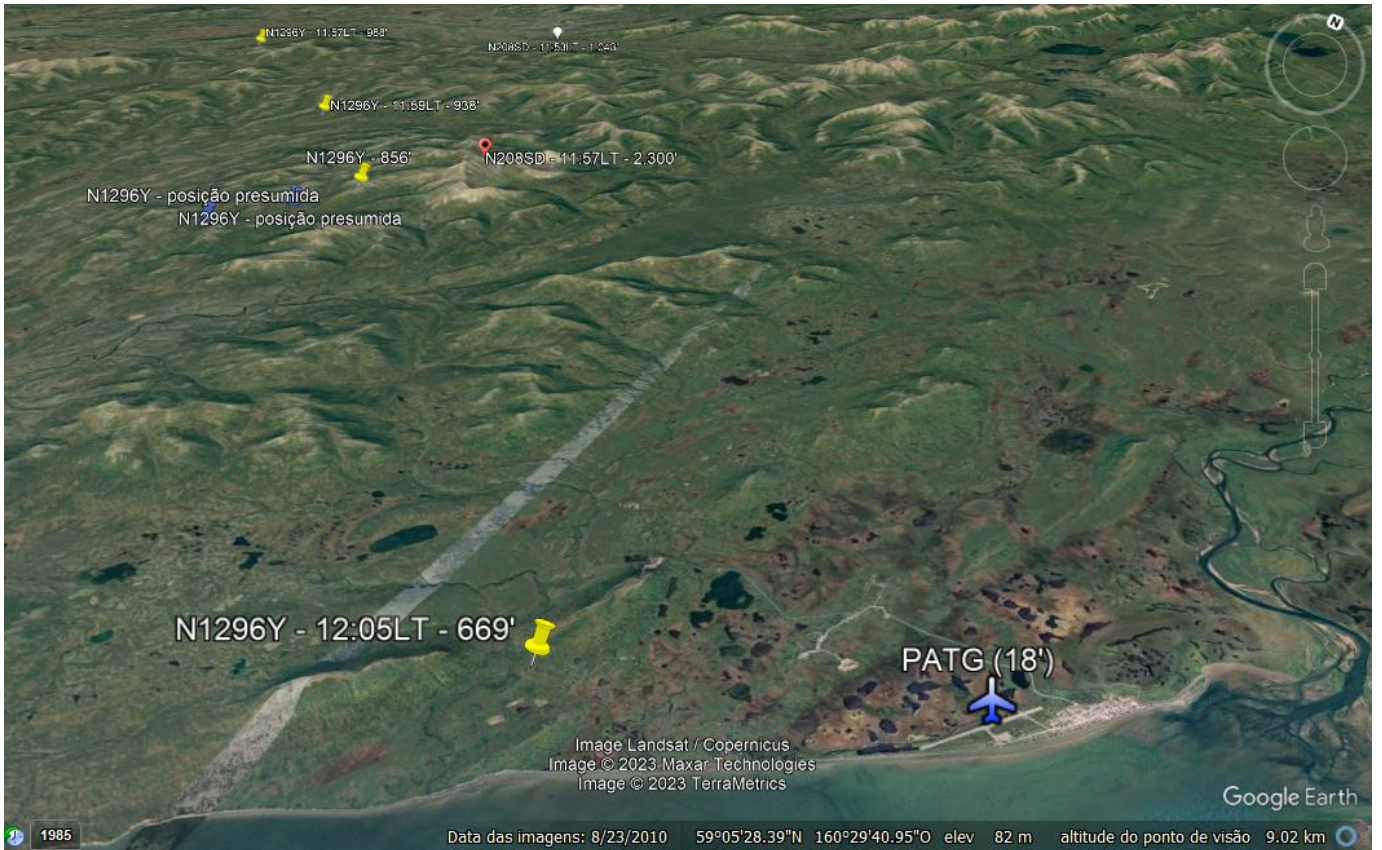 N
N1296Y - 11:57LT - 958'
N208SD - 11:53LT - 1,043'
N1296Y - 11:59LT - 938'
N1296Y - 856'
N208SD - 11:57LT - 2,300'
N1296Y - posição presumida
N1296Y - posição presumida
N1296Y - 12:05LT - 669'
PATG (18')
Image Landsat / Copernicus
Image © 2023 Maxar Technologies
Image © 2023 TerraMetrics
Google Earth
1985
Data das imagens: 8/23/2010 59°05'28.39"N 160°29'40.95"O elev 82 m altitude do ponto de visão 9.02 km